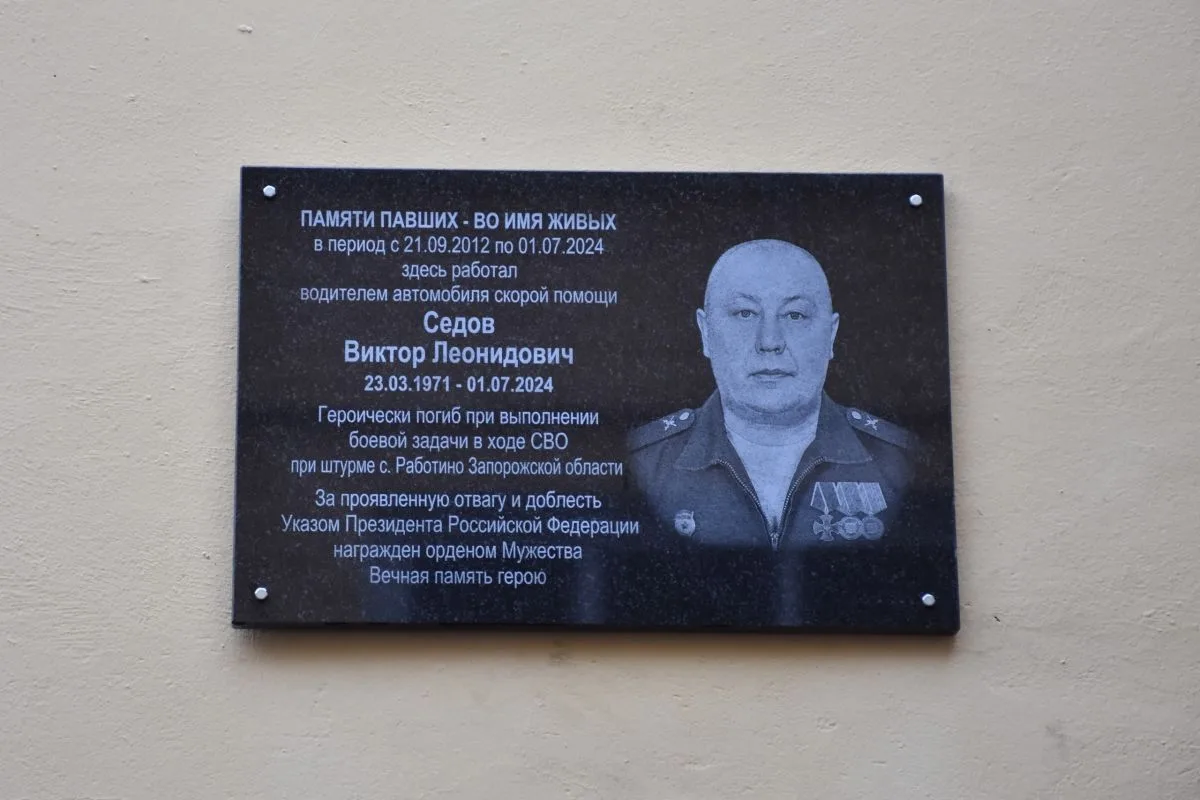 ПАМЯТИ ПАВШИХ - ВО ИМЯ ЖИВЫХ
в период с 21.09.2012 по 01.07.2024
здесь работал
водителем автомобиля скорой помощи
Седов
Виктор Леонидович
23.03.1971 - 01.07.2024
Героически погиб при выполнении
боевой задачи в ходе СВО
при штурме с. Работино Запорожской области
За проявленную отвагу и доблесть
Указом Президента Российской Федерации
награжден орденом Мужества
Вечная память герою